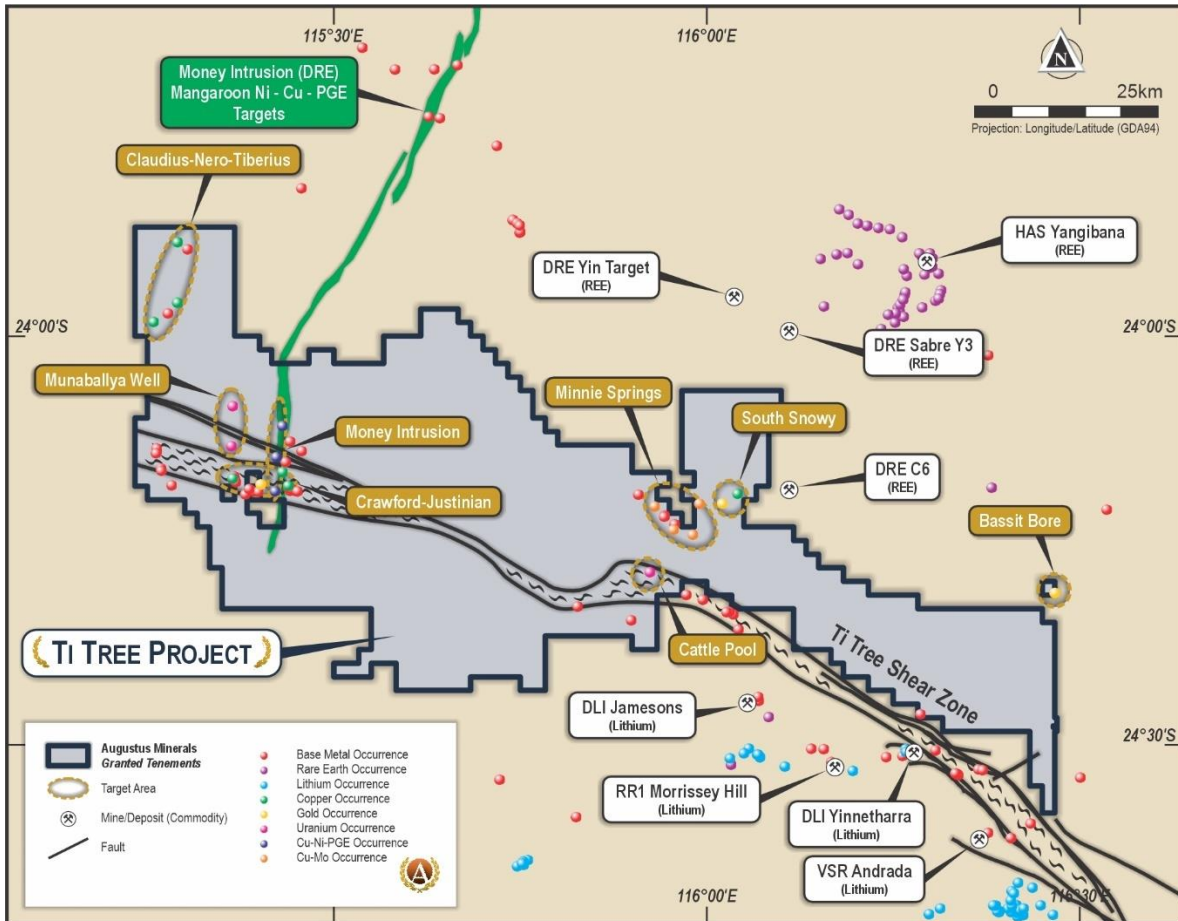 115°30'E
116°00'E
Money Intrusion (DRE)
Mangaroon Ni - Cu - PGE
Targets
N
0 25km
Projection: Longitude/Latitude (GDA94)
Claudius-Nero-Tiberius
HAS Yangibana
(REE)
DRE Yin Target
(REE)
24°00'S
24°00'S
DRE Sabre Y3
(REE)
Munaballya Well
Minnie Springs
South Snowy
Money Intrusion
DRE C6
(REE)
Crawford-Justinian
Bassit Bore
TI TREE PROJECT
Cattle Pool
Ti Tree Shear Zone
DLI Jamesons
(Lithium)
24°30'S
RR1 Morrissey Hill
(Lithium)
DLI Yinnetharra
(Lithium)
VSR Andrada
(Lithium)
Augustus Minerals
Granted Tenements
Target Area
Mine/Deposit (Commodity)
Fault
Base Metal Occurrence
Rare Earth Occurrence
Lithium Occurrence
Copper Occurrence
Gold Occurrence
Uranium Occurrence
Cu-Ni-PGE Occurrence
Cu-Mo Occurrence
A
116°00'E
116°30'E